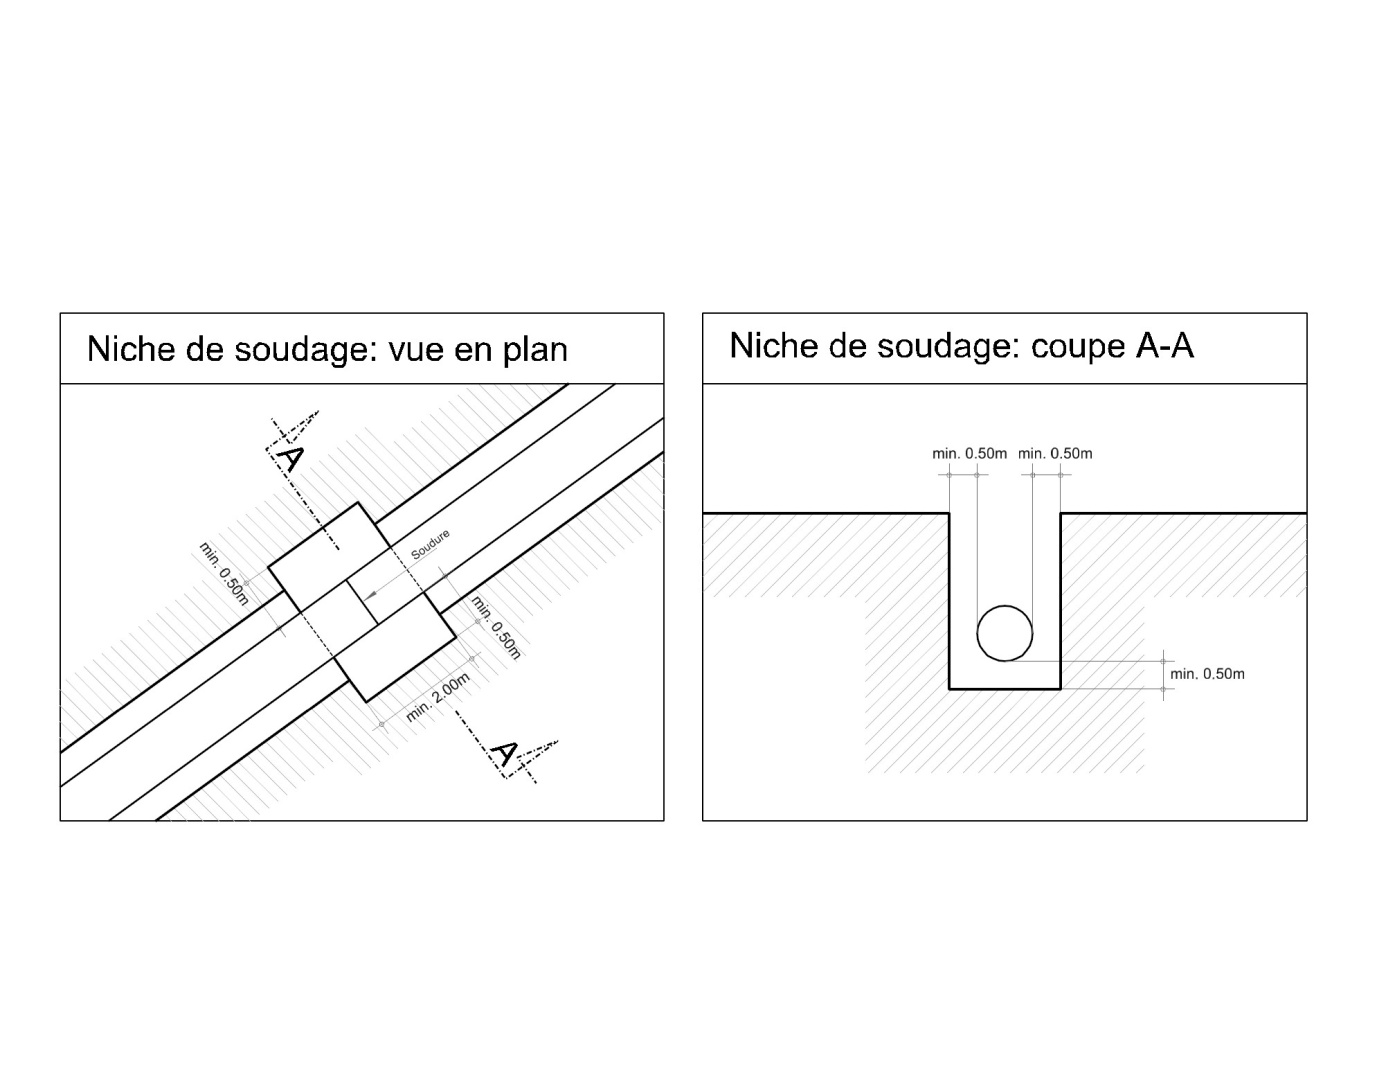 Niche de soudage: vue en plan
A
Soudure
min. 0.50m
min. 0.50m
min. 2.00m
A
Niche de soudage: coupe A-A
min. 0.50m min. 0.50m
min. 0.50m